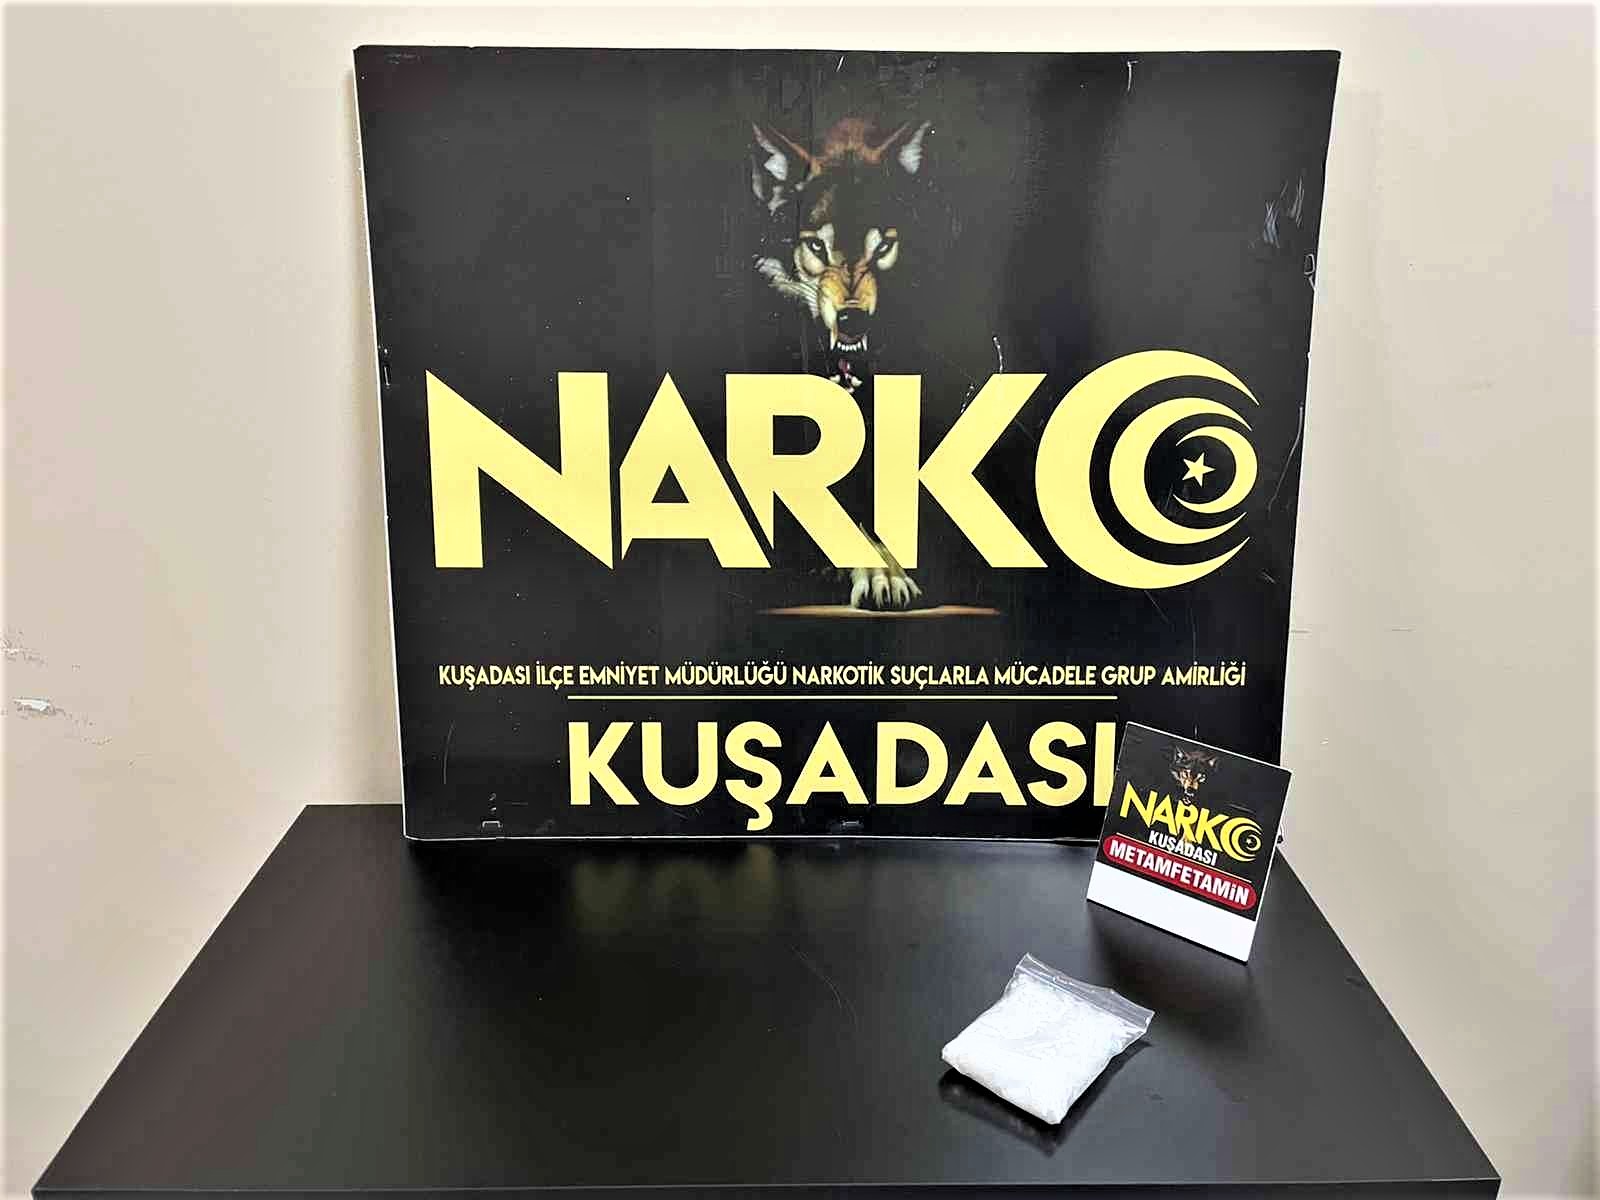 NARKO
KUŞADASI İLÇE EMNİYET MÜDÜRLÜĞÜ NARKOTİK SUÇLARLA MÜCADELE GRUP AMİRLİĞİ
KUŞADASI
NARKO
KUŞADASI
METAMFETAMİN